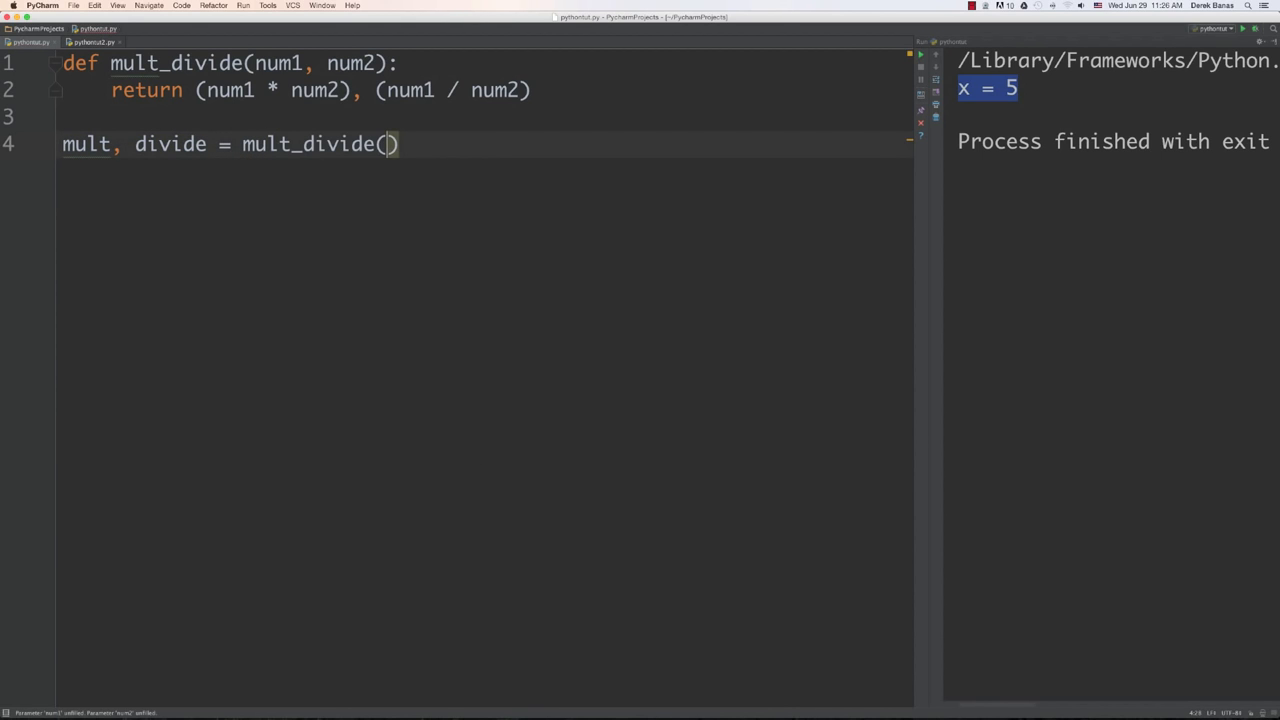 PyCharm File Edit View Navigate Code Refactor Run Tools VCS Window Help
10 Wed Jun 29 11:26 AM Derek Banas
pythontut.py - PycharmProjects - [~/PycharmProjects]
PycharmProjects pythontut.py
pythontut
pythontut.py pythontut2.py
Run pythontut
1 def mult_divide(num1, num2):
2 return (num1 * num2), (num1 / num2)
3
4 mult, divide = mult_divide()
/Library/Frameworks/Python.
x = 5
Process finished with exit
Parameter 'num1' unfilled Parameter 'num2' unfilled
4:28 LF÷ UTF-8÷